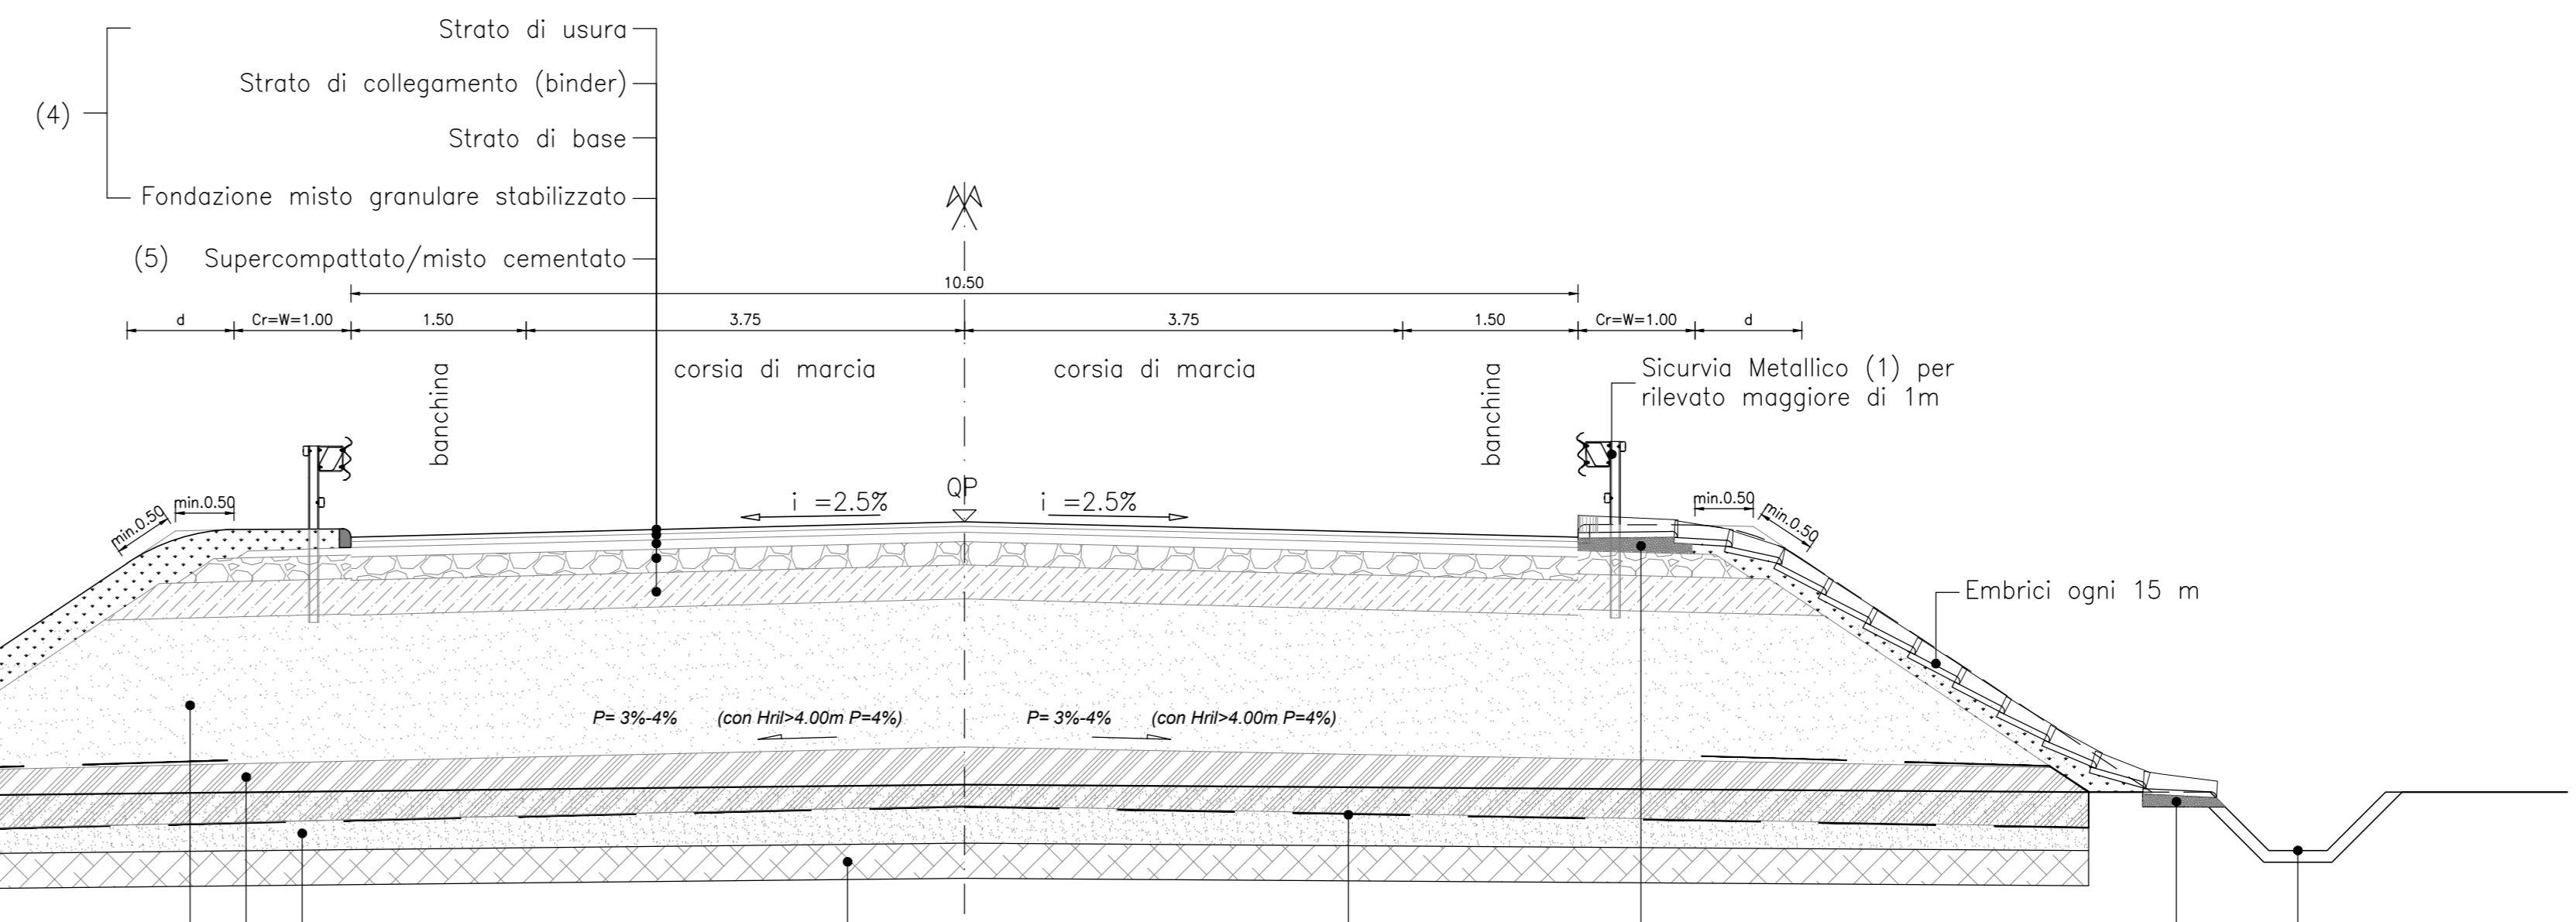 Strato di usura
Strato di collegamento (binder)
(4)
Strato di base
Fondazione misto granulare stabilizzato
(5) Supercompattato/misto cementato
10.50
d Cr=W=1.00 1.50 3.75 3.75 1.50 Cr=W=1.00 d
banchina
corsia di marcia
corsia di marcia
banchina
Sicurvia Metallico (1) per
rilevato maggiore di 1m
min.0.50
min.0.50
i =2.5%
QP
i =2.5%
min.0.50
min.0.50
Embrici ogni 15 m
P= 3%-4% (con Hril>4.00m P=4%)
P= 3%-4% (con Hril>4.00m P=4%)